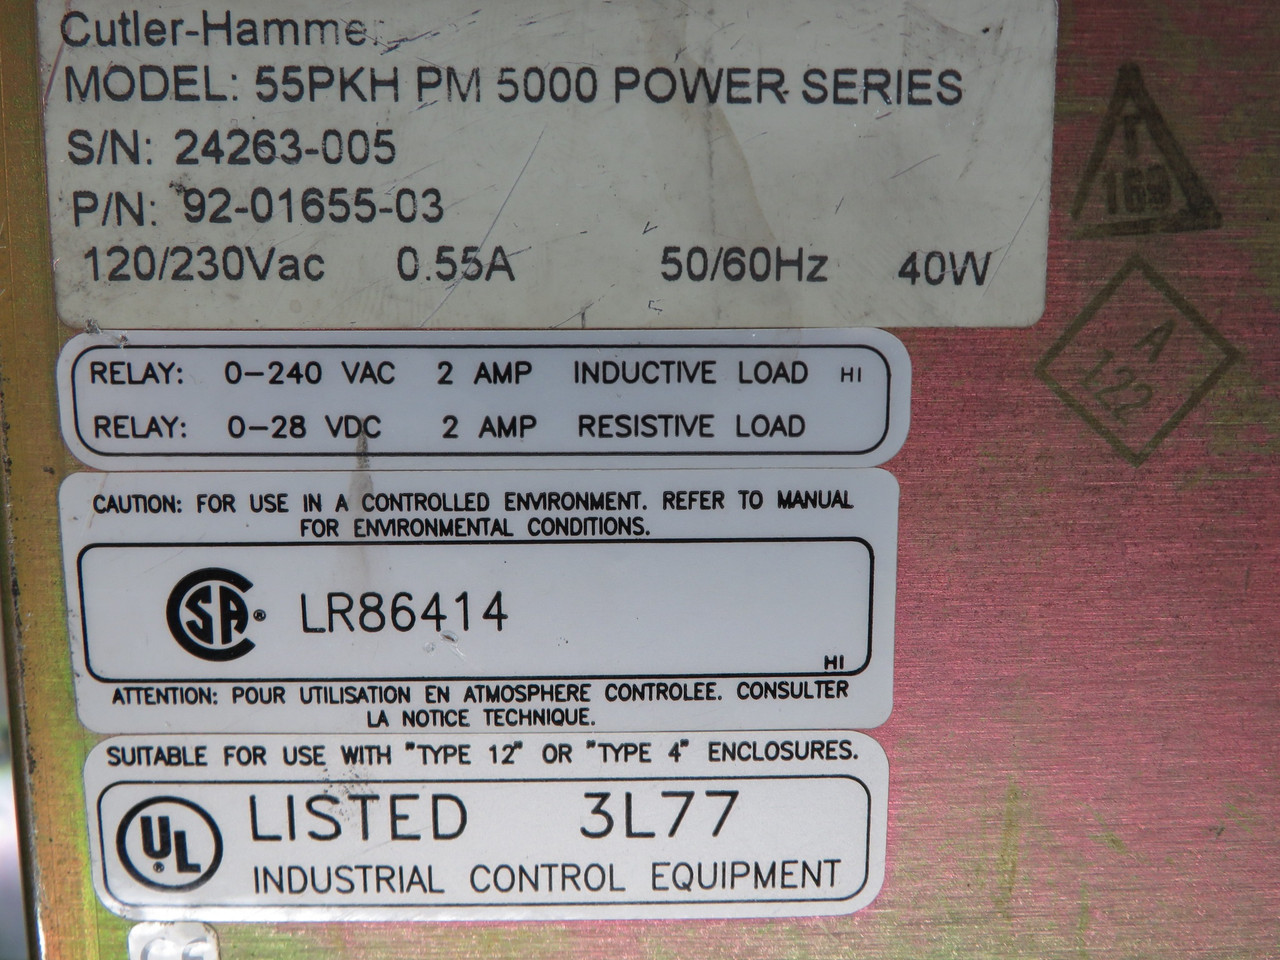 Cutler-Hammer
MODEL: 55PKH PM 5000 POWER SERIES
S/N: 24263-005
P/N: 92-01655-03
120/230Vac 0.55A 50/60Hz 40W
T
169
A
122
RELAY: 0-240 VAC 2 AMP INDUCTIVE LOAD HI
RELAY: 0-28 VDC 2 AMP RESISTIVE LOAD
CAUTION: FOR USE IN A CONTROLLED ENVIRONMENT. REFER TO MANUAL
FOR ENVIRONMENTAL CONDITIONS.
CSA® LR86414
HI
ATTENTION: POUR UTILISATION EN ATMOSPHERE CONTROLEE. CONSULTER
LA NOTICE TECHNIQUE.
SUITABLE FOR USE WITH "TYPE 12" OR "TYPE 4" ENCLOSURES.
UL® LISTED 3L77
INDUSTRIAL CONTROL EQUIPMENT